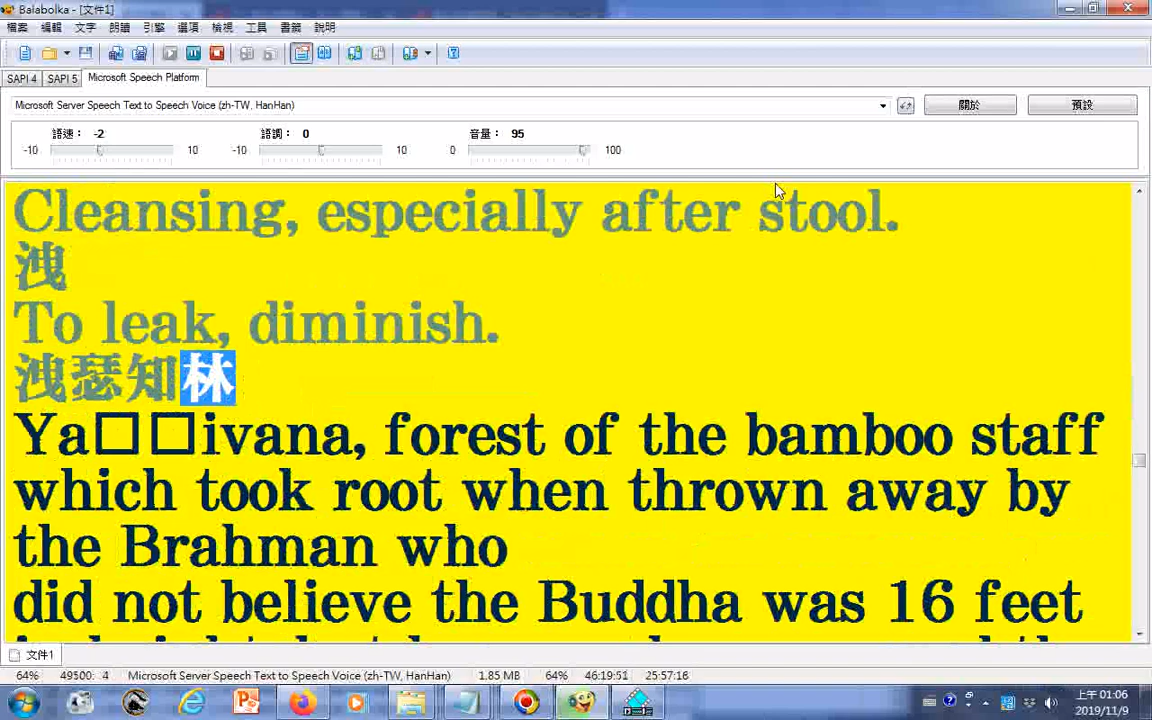 Balabolka - [文件1]
檔案 編輯 文字 朗讀 引擎 選項 檢視 工具 書籤 說明
SAPI 4 SAPI 5 Microsoft Speech Platform
Microsoft Server Speech Text to Speech Voice (zh-TW, HanHan) 關於 預設
語速： -2 語調： 0 音量： 95
-10 10 -10 10 0 100
Cleansing, especially after stool.
洩
To leak, diminish.
洩瑟知林
Ya□□ivana, forest of the bamboo staff
which took root when thrown away by
the Brahman who
did not believe the Buddha was 16 feet
文件1
64% 49500: 4 Microsoft Server Speech Text to Speech Voice (zh-TW, HanHan) 1.85 MB 64% 46:19:51 25:57:16
上午 01:06
2019/11/9